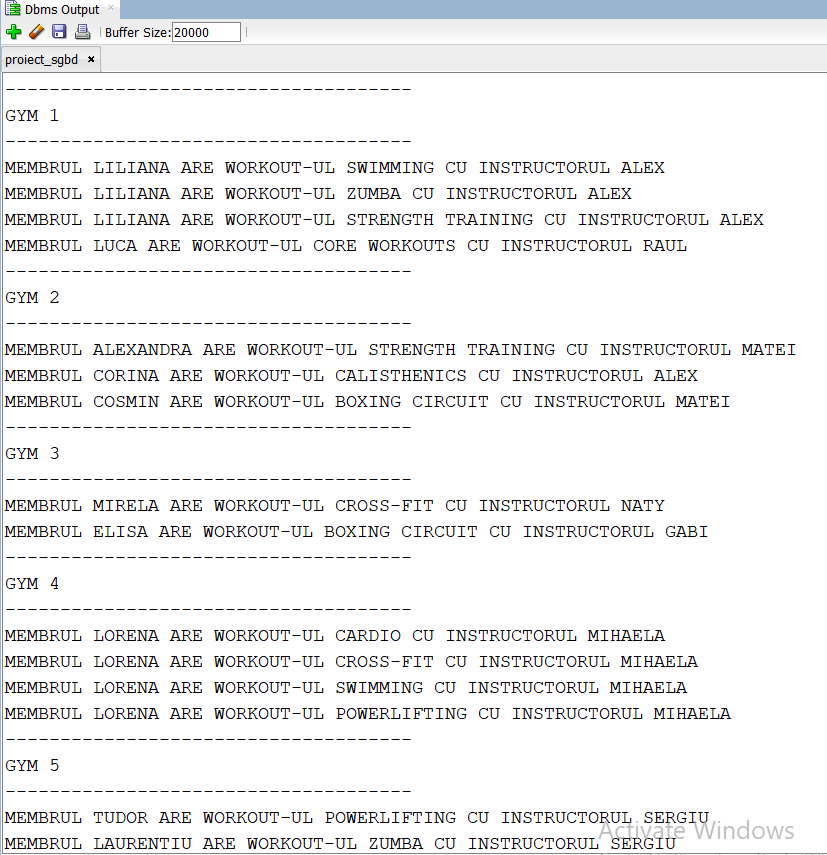 Dbms Output
Buffer Size: 20000
proiect_sgbd
-------------------------------------
GYM 1
-------------------------------------
MEMBRUL LILIANA ARE WORKOUT-UL SWIMMING CU INSTRUCTORUL ALEX
MEMBRUL LILIANA ARE WORKOUT-UL ZUMBA CU INSTRUCTORUL ALEX
MEMBRUL LILIANA ARE WORKOUT-UL STRENGTH TRAINING CU INSTRUCTORUL ALEX
MEMBRUL LUCA ARE WORKOUT-UL CORE WORKOUTS CU INSTRUCTORUL RAUL
-------------------------------------
GYM 2
-------------------------------------
MEMBRUL ALEXANDRA ARE WORKOUT-UL STRENGTH TRAINING CU INSTRUCTORUL MATEI
MEMBRUL CORINA ARE WORKOUT-UL CALISTHENICS CU INSTRUCTORUL ALEX
MEMBRUL COSMIN ARE WORKOUT-UL BOXING CIRCUIT CU INSTRUCTORUL MATEI
-------------------------------------
GYM 3
-------------------------------------
MEMBRUL MIRELA ARE WORKOUT-UL CROSS-FIT CU INSTRUCTORUL NATY
MEMBRUL ELISA ARE WORKOUT-UL BOXING CIRCUIT CU INSTRUCTORUL GABI
-------------------------------------
GYM 4
-------------------------------------
MEMBRUL LORENA ARE WORKOUT-UL CARDIO CU INSTRUCTORUL MIHAELA
MEMBRUL LORENA ARE WORKOUT-UL CROSS-FIT CU INSTRUCTORUL MIHAELA
MEMBRUL LORENA ARE WORKOUT-UL SWIMMING CU INSTRUCTORUL MIHAELA
MEMBRUL LORENA ARE WORKOUT-UL POWERLIFTING CU INSTRUCTORUL MIHAELA
-------------------------------------
GYM 5
-------------------------------------
MEMBRUL TUDOR ARE WORKOUT-UL POWERLIFTING CU INSTRUCTORUL SERGIU
MEMBRUL LAURENTIU ARE WORKOUT-UL ZUMBA CU INSTRUCTORUL SERGIU
Activate Windows